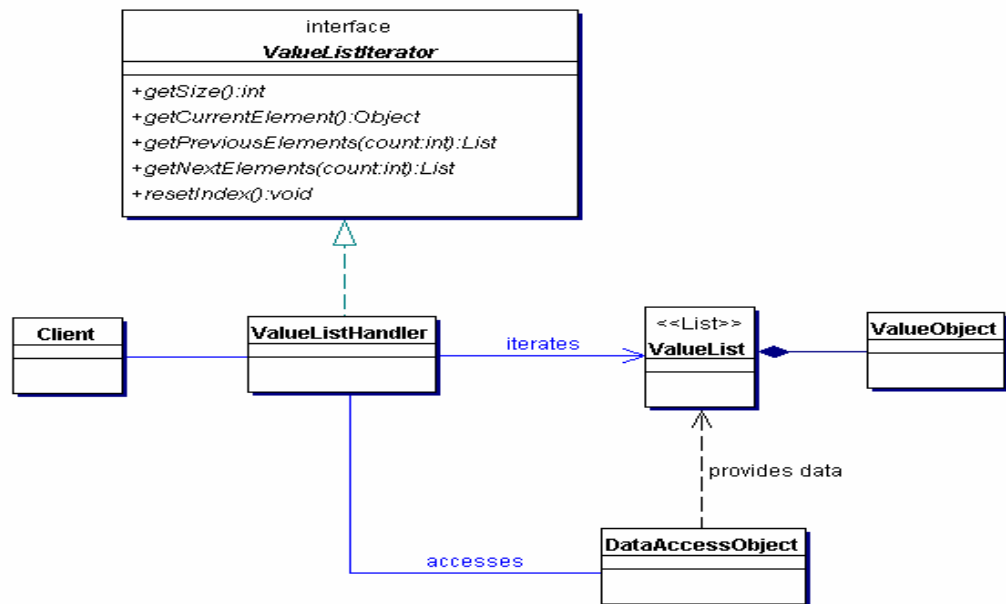 interface
ValueListIterator
+getSize():int
+getCurrentElement():Object
+getPreviousElements(count:int):List
+getNextElements(count:int):List
+resetIndex():void
Client
ValueListHandler
iterates
<<List>>
ValueList
ValueObject
provides data
accesses
DataAccessObject